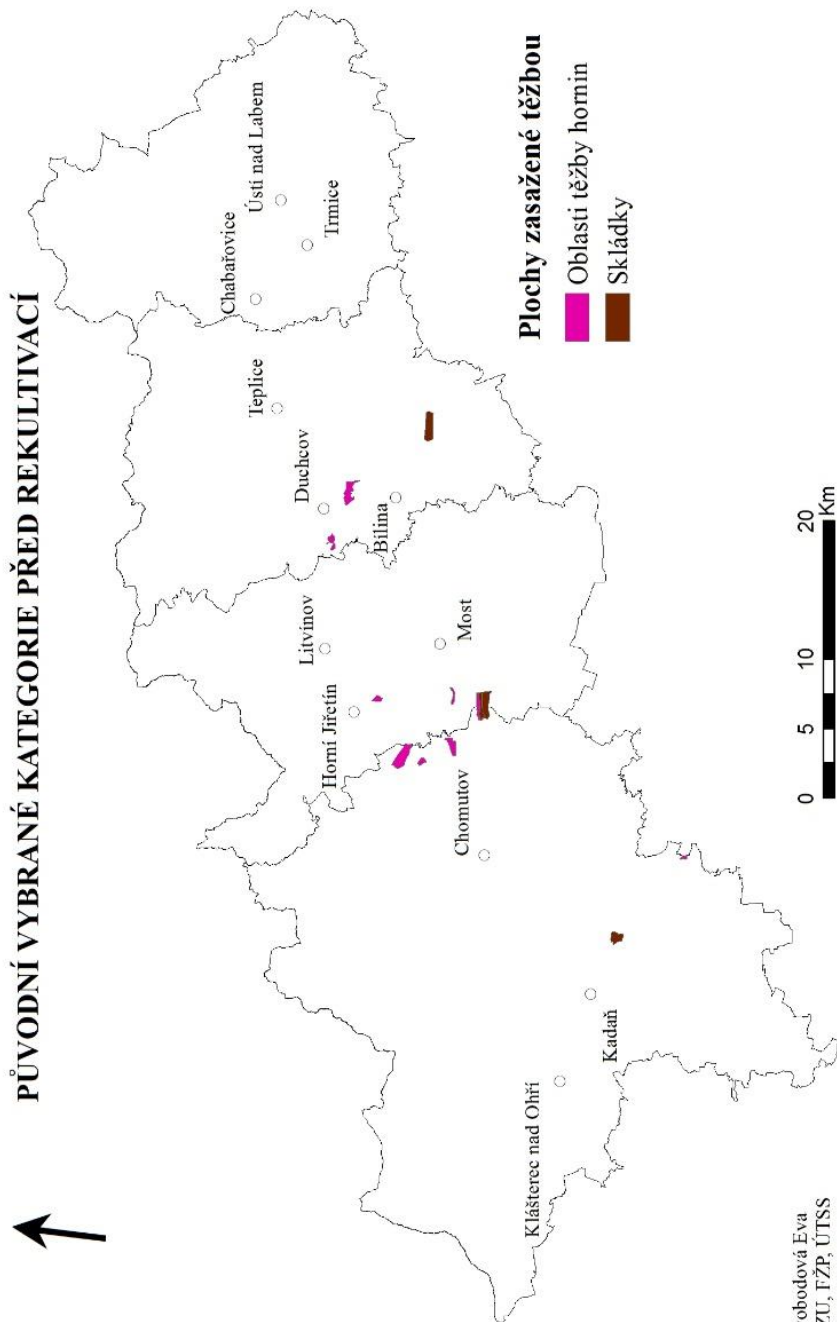 PŮVODNÍ VYBRANÉ KATEGORIE PŘED REKULTIVACÍ
Chabařovice
Ústí nad Labem
Trmice
Teplice
Duchcov
Bílina
Litvínov
Most
Horní Jiřetín
Chomutov
Kadaň
Klášterec nad Ohří
Plochy zasažené těžbou
Oblasti těžby hornin
Skládky
0 5 10 20
Km
obodová Eva
ZU, FŽP, ÚTSS